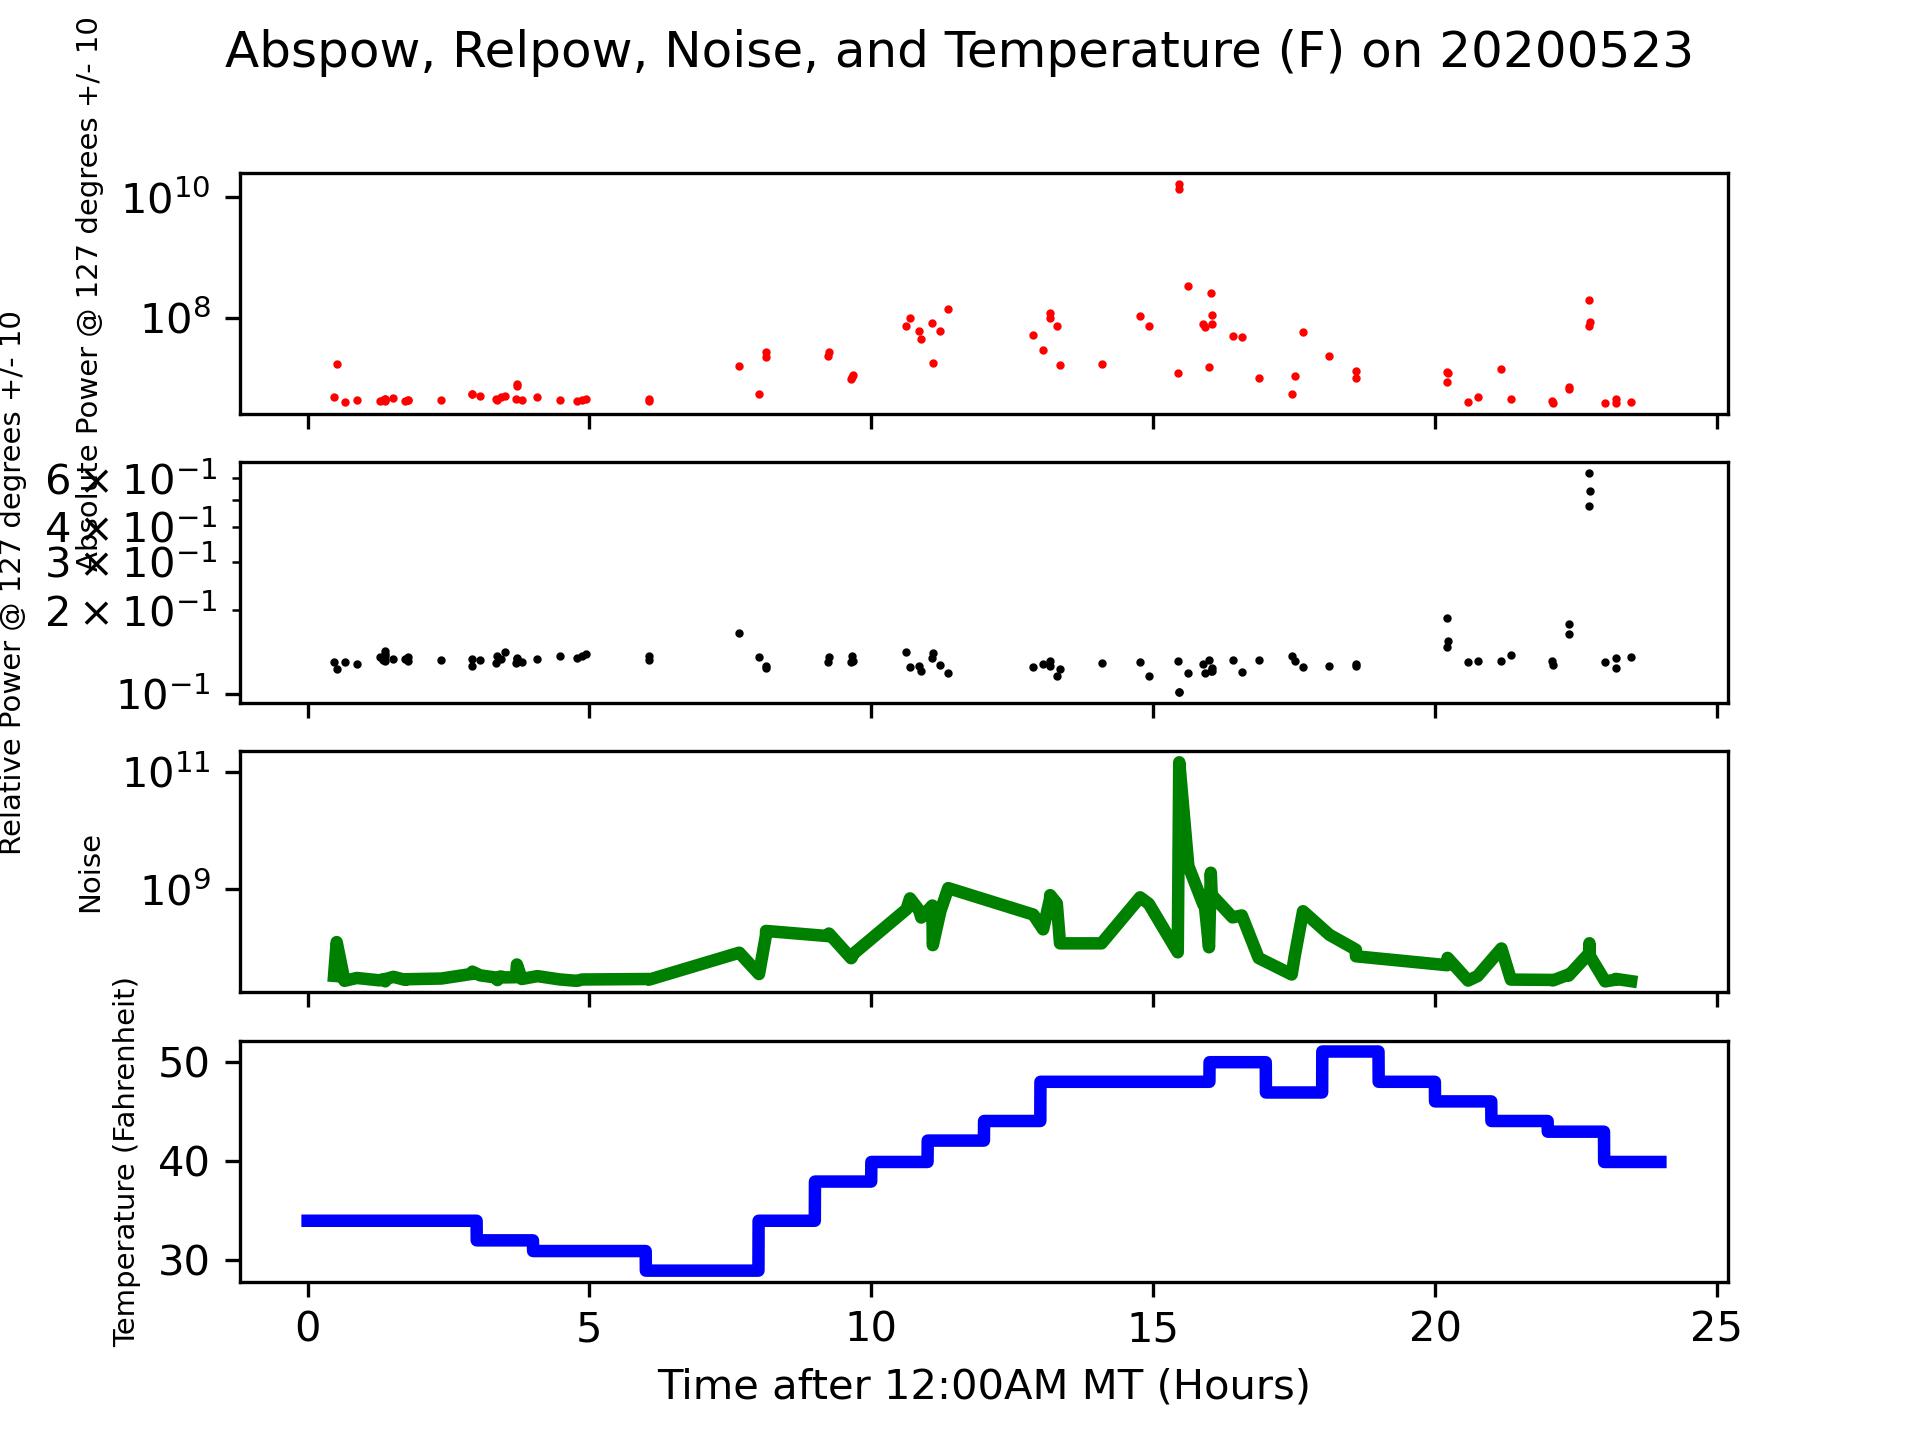 Abspow, Relpow, Noise, and Temperature (F) on 20200523
Absolute Power @ 127 degrees +/- 10
10^10
10^8
Relative Power @ 127 degrees +/- 10
6 × 10^−1
4 × 10^−1
3 × 10^−1
2 × 10^−1
10^−1
Noise
10^11
10^9
Temperature (Fahrenheit)
50
40
30
0 5 10 15 20 25
Time after 12:00AM MT (Hours)